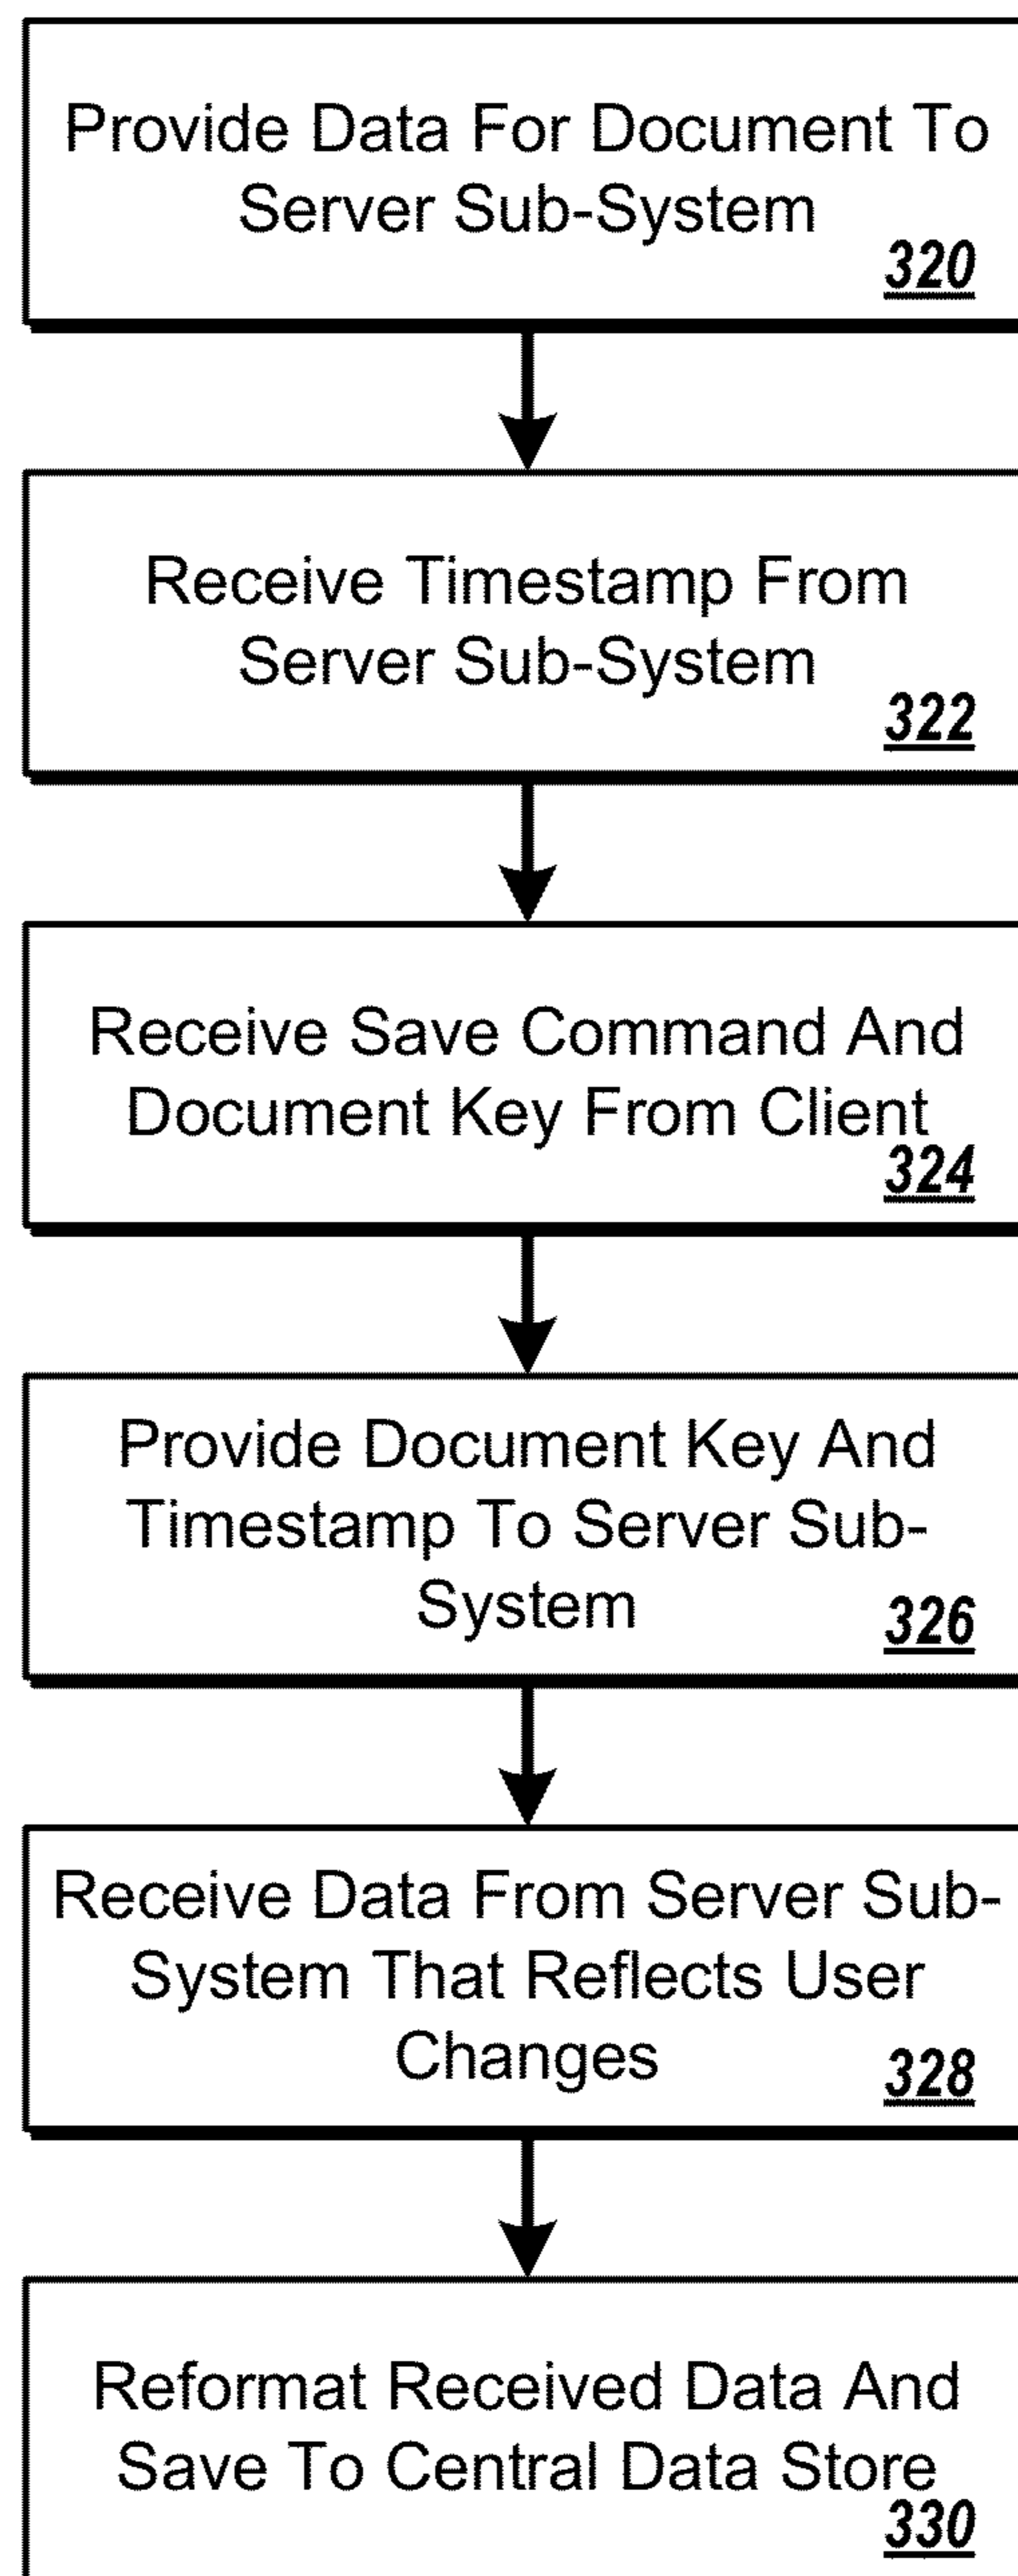 Provide Data For Document To
Server Sub-System
320
Receive Timestamp From
Server Sub-System
322
Receive Save Command And
Document Key From Client
324
Provide Document Key And
Timestamp To Server Sub-
System
326
Receive Data From Server Sub-
System That Reflects User
Changes
328
Reformat Received Data And
Save To Central Data Store
330